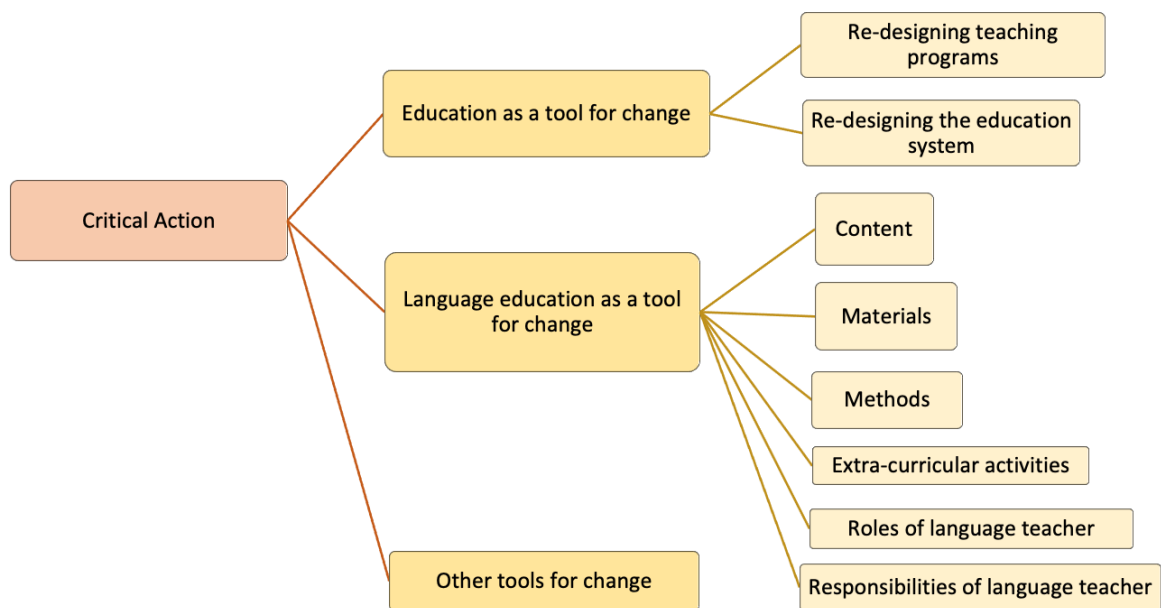 Critical Action
Education as a tool for change
Re-designing teaching
programs
Re-designing the education
system
Language education as a tool
for change
Content
Materials
Methods
Extra-curricular activities
Roles of language teacher
Responsibilities of language teacher
Other tools for change